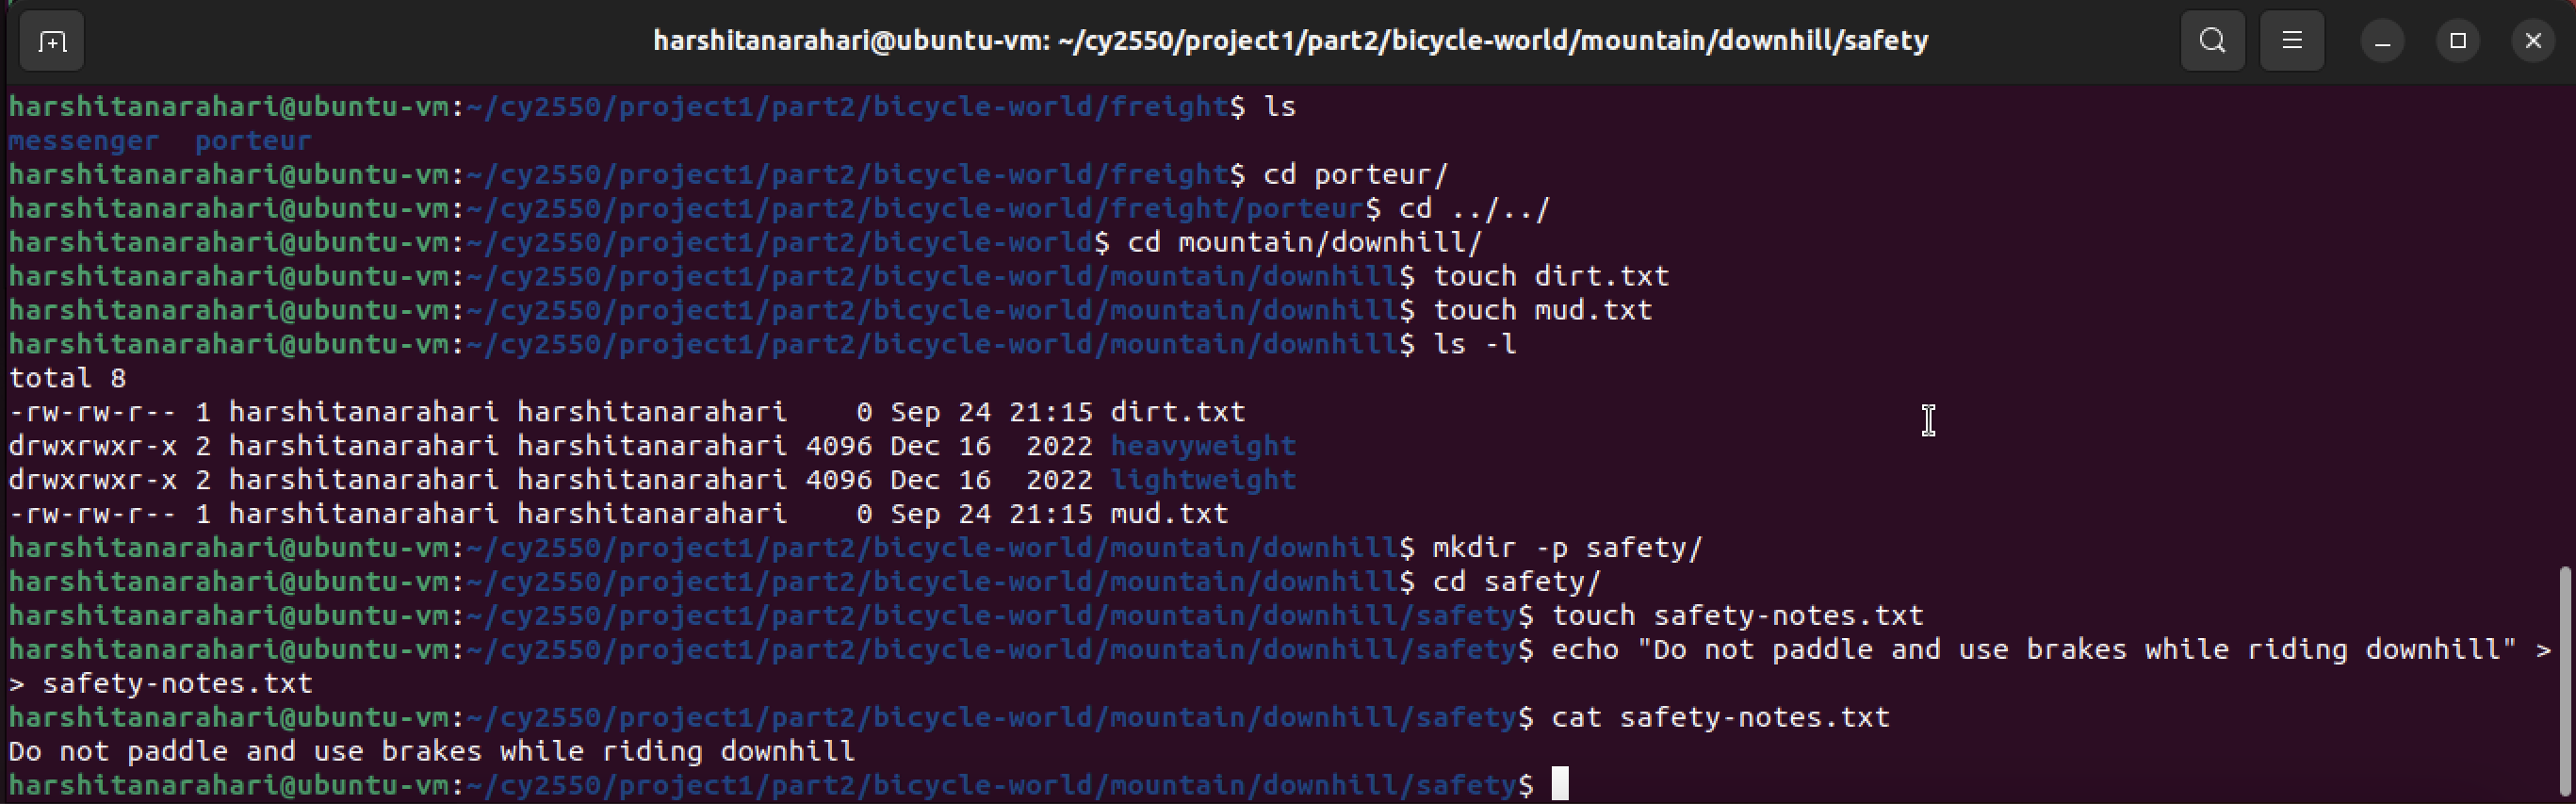 harshitanarahari@ubuntu-vm: ~/cy2550/project1/part2/bicycle-world/mountain/downhill/safety
harshitanarahari@ubuntu-vm:~/cy2550/project1/part2/bicycle-world/freight$ ls
messenger  porteur
harshitanarahari@ubuntu-vm:~/cy2550/project1/part2/bicycle-world/freight$ cd porteur/
harshitanarahari@ubuntu-vm:~/cy2550/project1/part2/bicycle-world/freight/porteur$ cd ../../
harshitanarahari@ubuntu-vm:~/cy2550/project1/part2/bicycle-world$ cd mountain/downhill/
harshitanarahari@ubuntu-vm:~/cy2550/project1/part2/bicycle-world/mountain/downhill$ touch dirt.txt
harshitanarahari@ubuntu-vm:~/cy2550/project1/part2/bicycle-world/mountain/downhill$ touch mud.txt
harshitanarahari@ubuntu-vm:~/cy2550/project1/part2/bicycle-world/mountain/downhill$ ls -l
total 8
-rw-rw-r-- 1 harshitanarahari harshitanarahari    0 Sep 24 21:15 dirt.txt
drwxrwxr-x 2 harshitanarahari harshitanarahari 4096 Dec 16  2022 heavyweight
drwxrwxr-x 2 harshitanarahari harshitanarahari 4096 Dec 16  2022 lightweight
-rw-rw-r-- 1 harshitanarahari harshitanarahari    0 Sep 24 21:15 mud.txt
harshitanarahari@ubuntu-vm:~/cy2550/project1/part2/bicycle-world/mountain/downhill$ mkdir -p safety/
harshitanarahari@ubuntu-vm:~/cy2550/project1/part2/bicycle-world/mountain/downhill$ cd safety/
harshitanarahari@ubuntu-vm:~/cy2550/project1/part2/bicycle-world/mountain/downhill/safety$ touch safety-notes.txt
harshitanarahari@ubuntu-vm:~/cy2550/project1/part2/bicycle-world/mountain/downhill/safety$ echo "Do not paddle and use brakes while riding downhill" >
> safety-notes.txt
harshitanarahari@ubuntu-vm:~/cy2550/project1/part2/bicycle-world/mountain/downhill/safety$ cat safety-notes.txt
Do not paddle and use brakes while riding downhill
harshitanarahari@ubuntu-vm:~/cy2550/project1/part2/bicycle-world/mountain/downhill/safety$